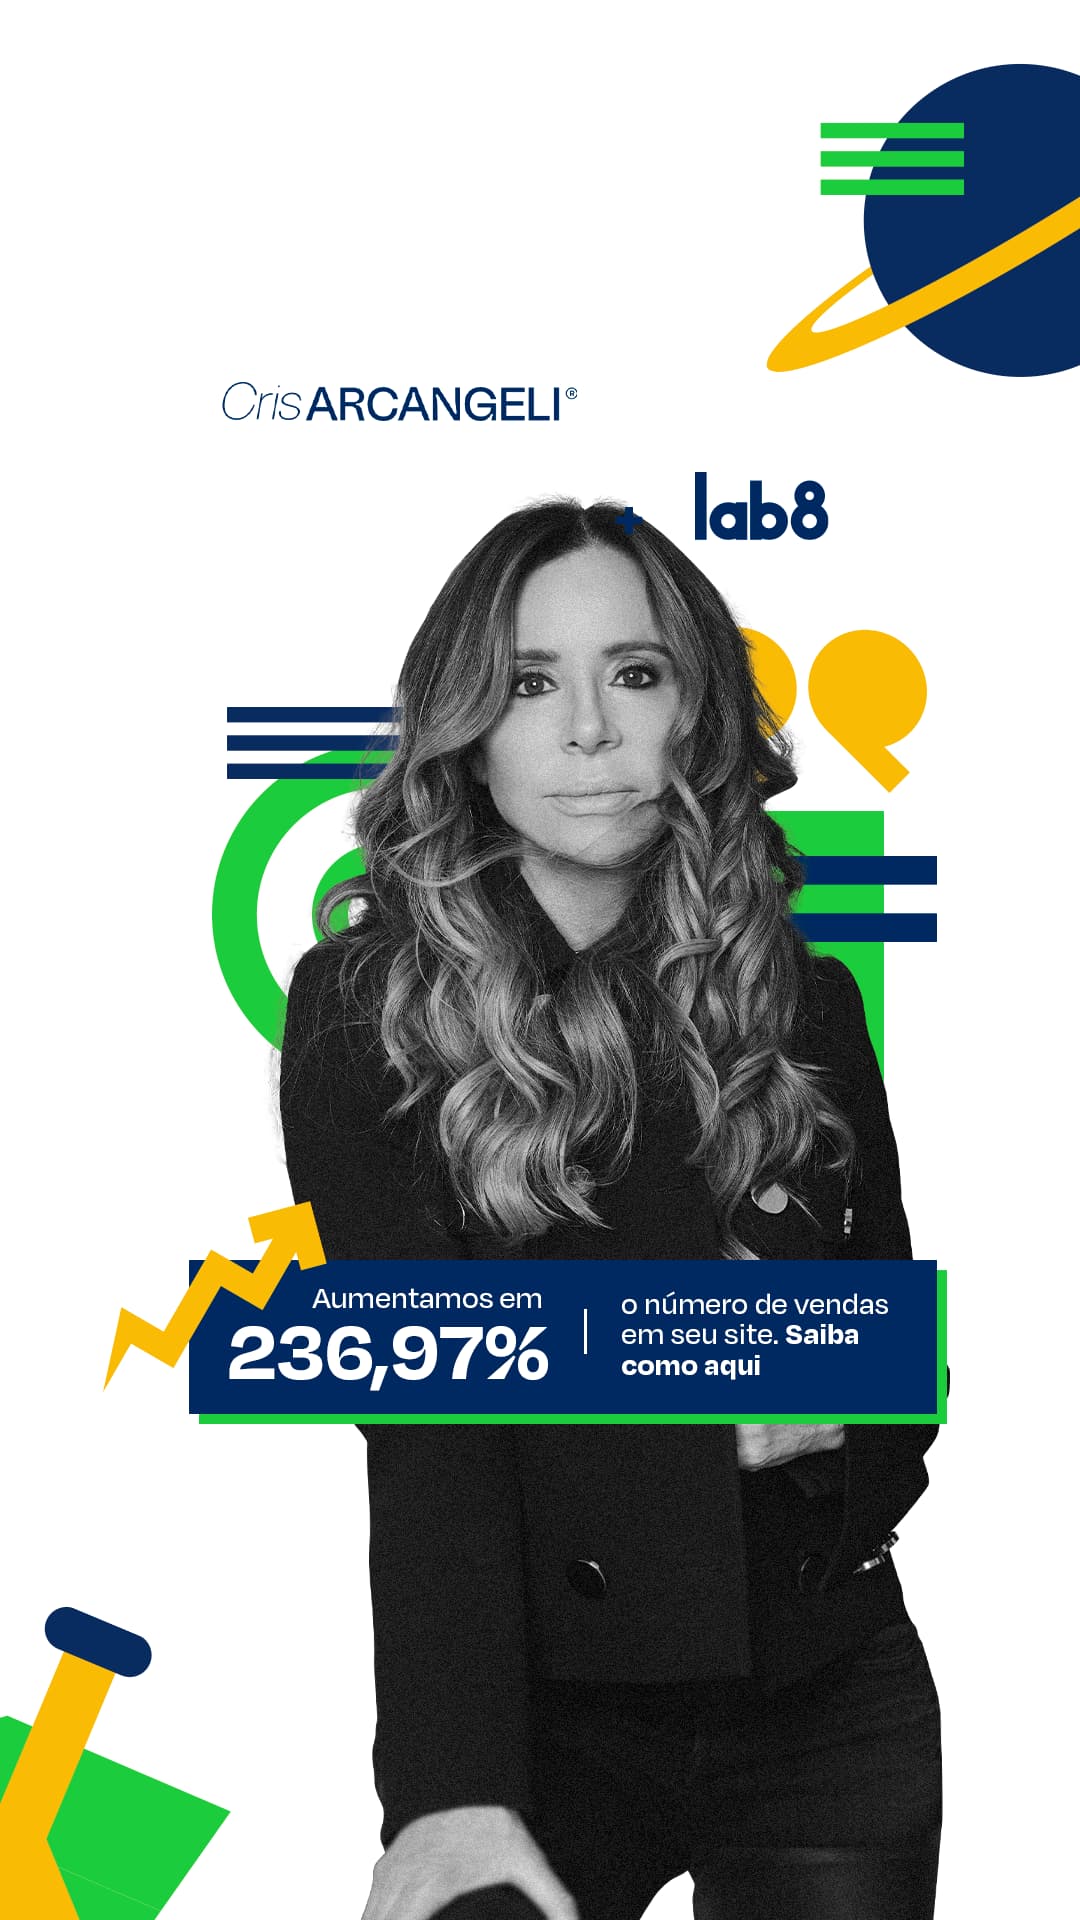 Cris ARCANGELI®
+ lab8
Aumentamos em
236,97%
o número de vendas
em seu site. Saiba
como aqui